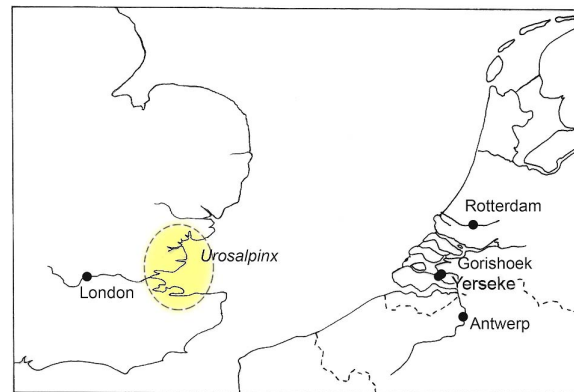 Rotterdam
Urosalpinx
Gorishoek
Yerseke
London
Antwerp